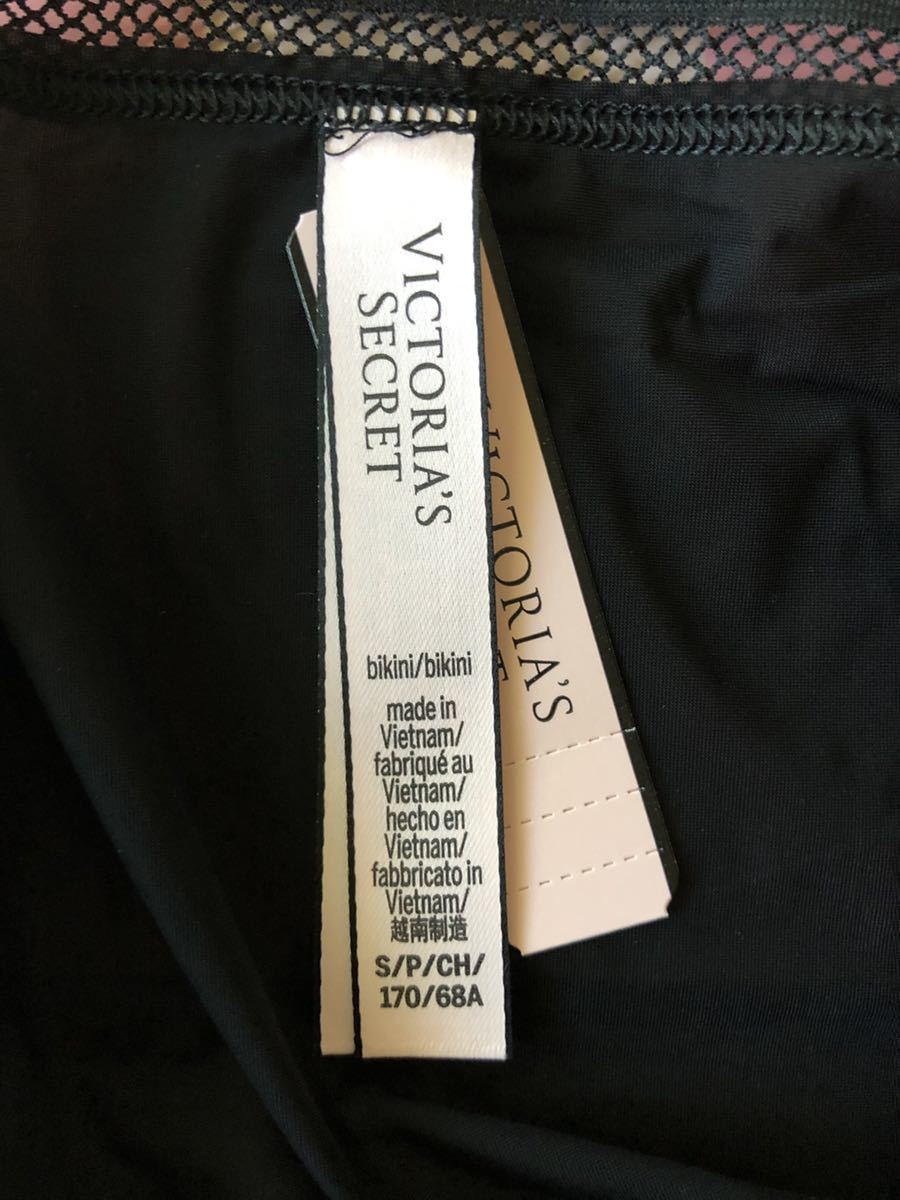 VICTORIA'S
SECRET
bikini/bikini
made in
Vietnam/
fabriqué au
Vietnam/
hecho en
Vietnam/
fabbricato in
Vietnam/
越南制造
S/P/CH/
170/68A
VICTORIA'S